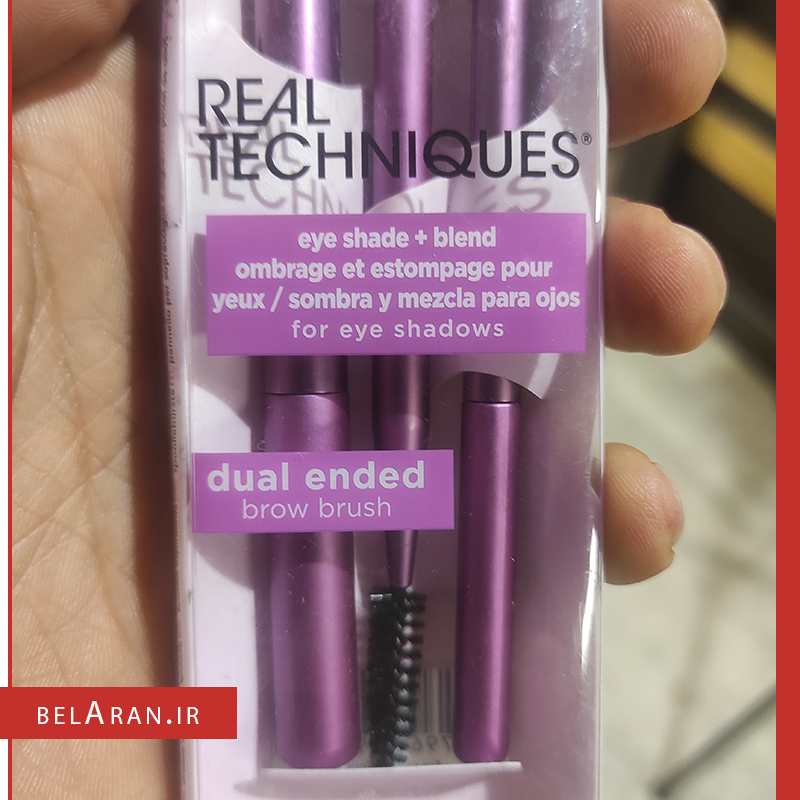 REAL
TECHNIQUES®
eye shade + blend
ombrage et estompage pour
yeux / sombra y mezcla para ojos
for eye shadows
dual ended
brow brush
BELARAN.IR